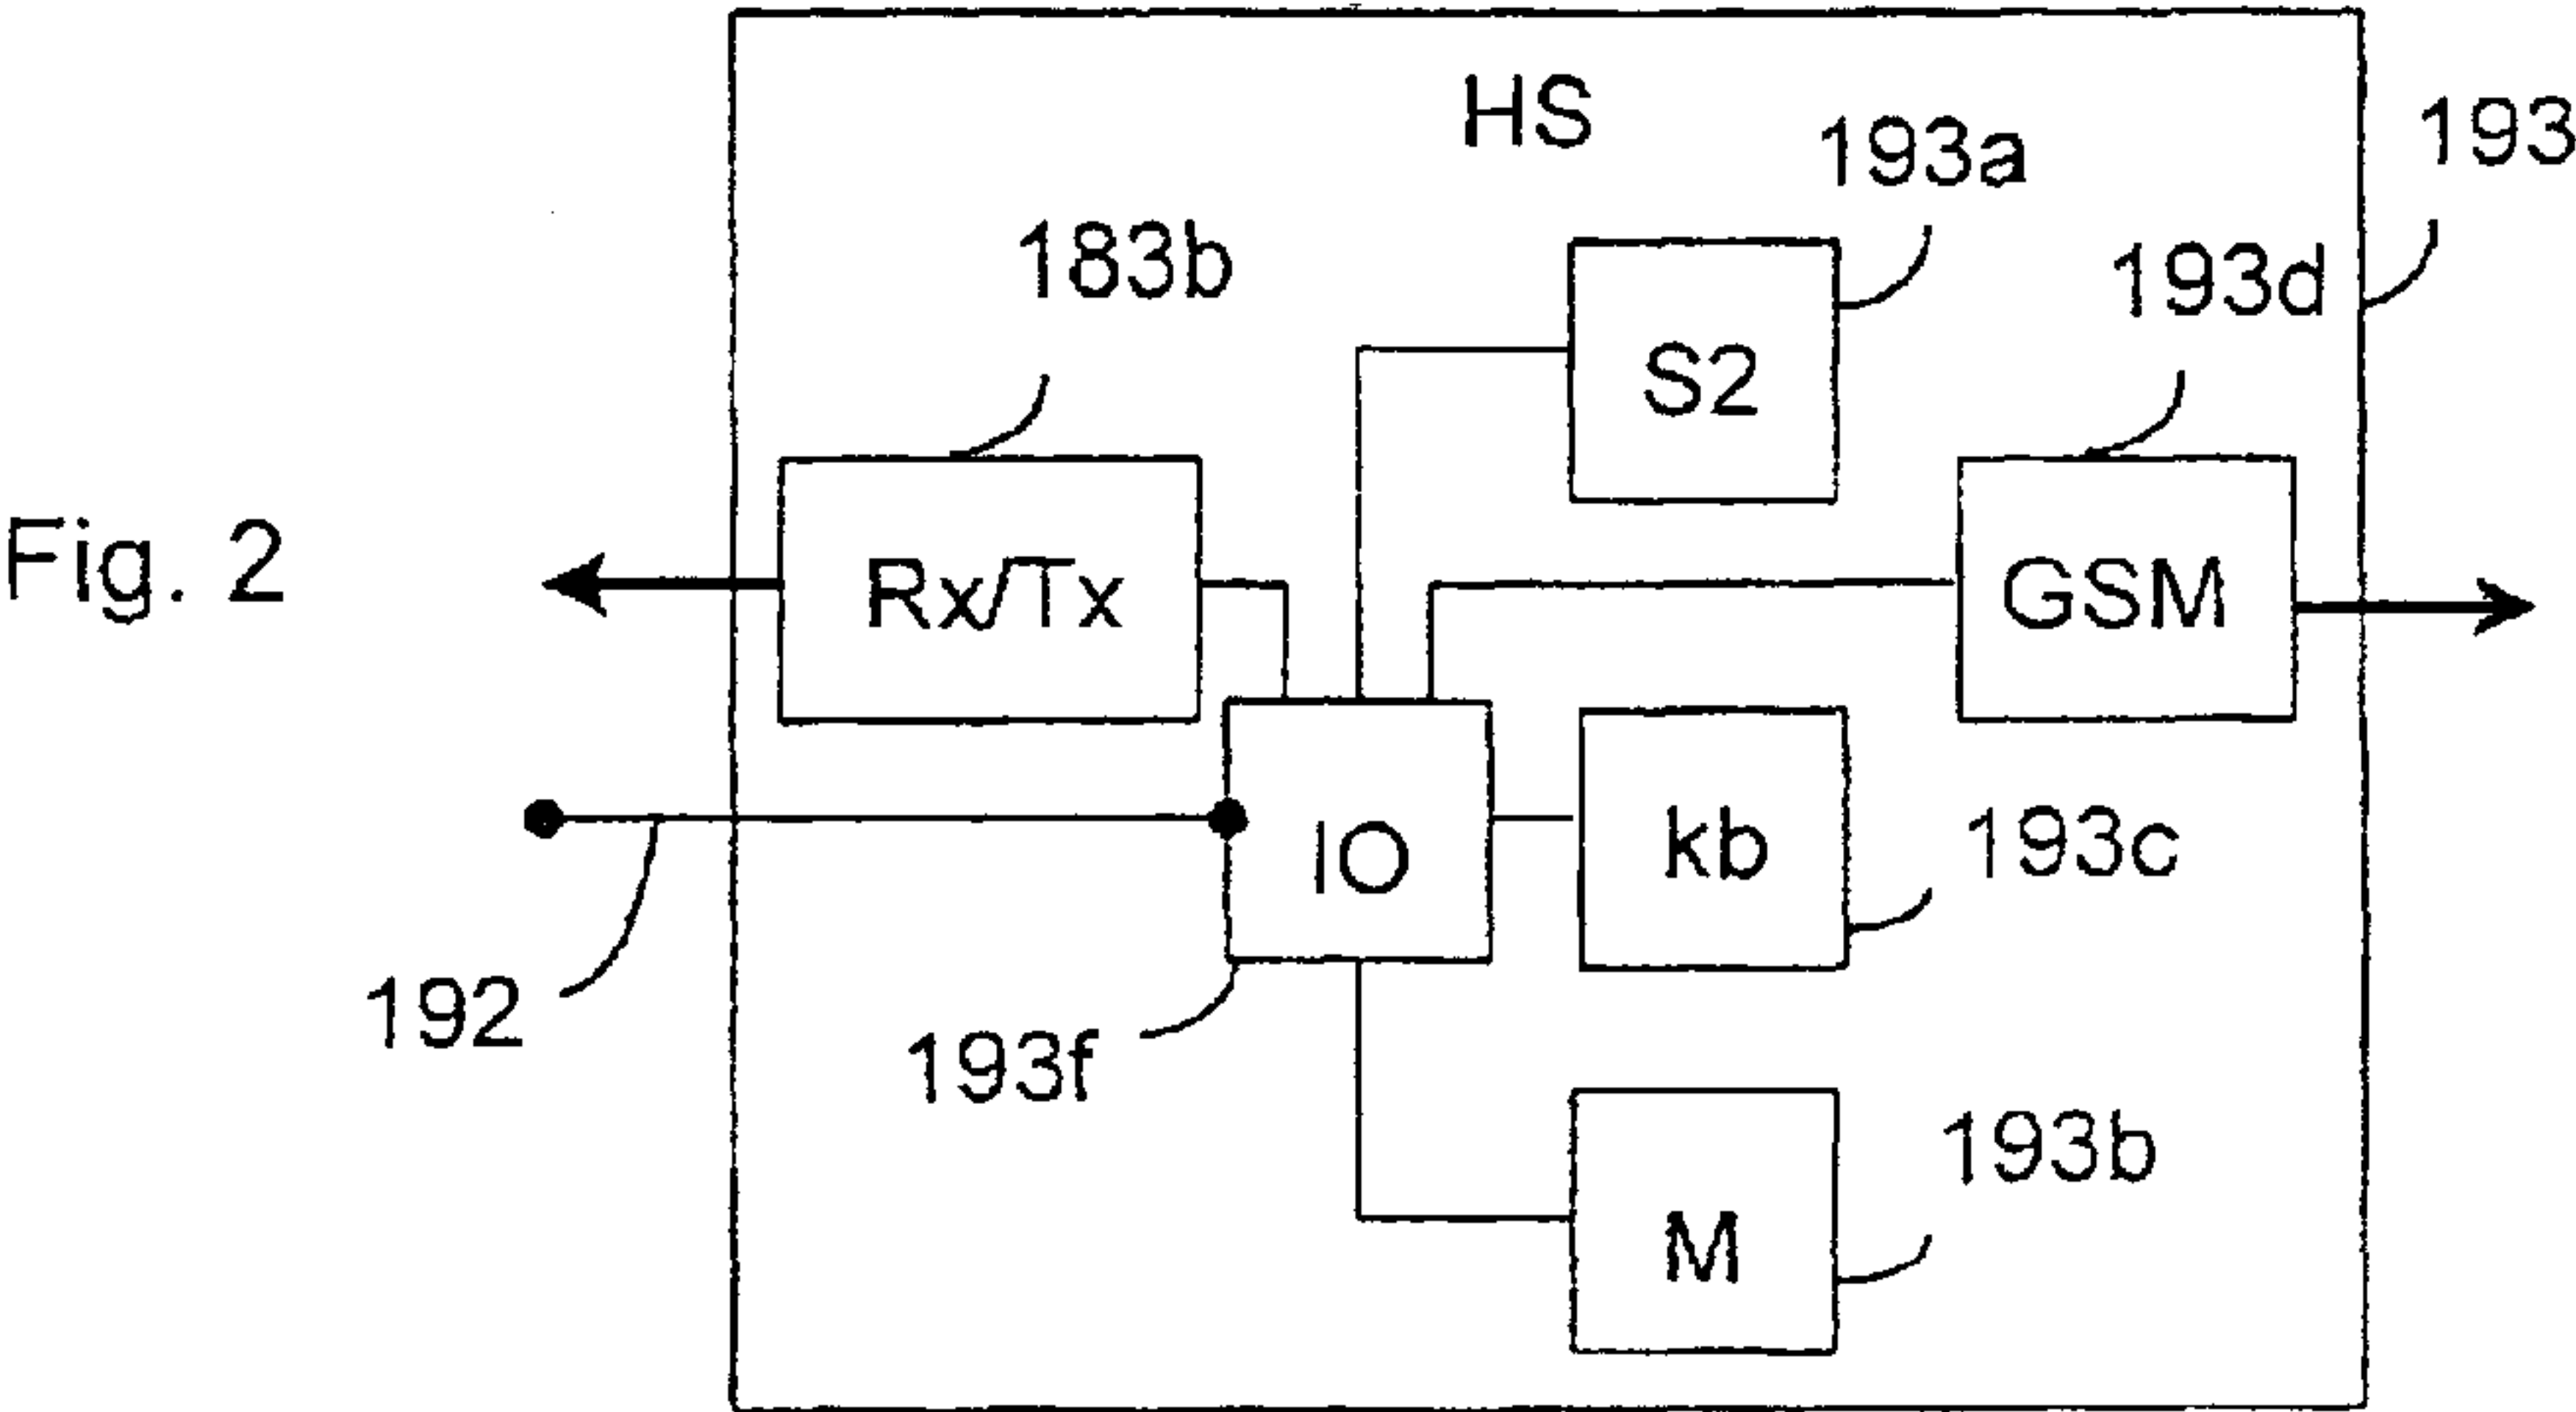 HS
193
193a
183b
193d
S2
Fig. 2
Rx/Tx
GSM
IO
kb
193c
192
193f
193b
M